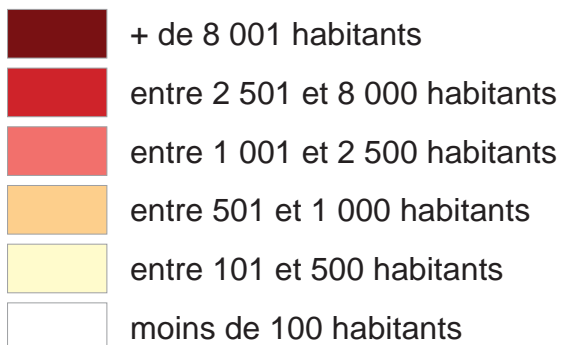 + de 8 001 habitants
entre 2 501 et 8 000 habitants
entre 1 001 et 2 500 habitants
entre 501 et 1 000 habitants
entre 101 et 500 habitants
moins de 100 habitants